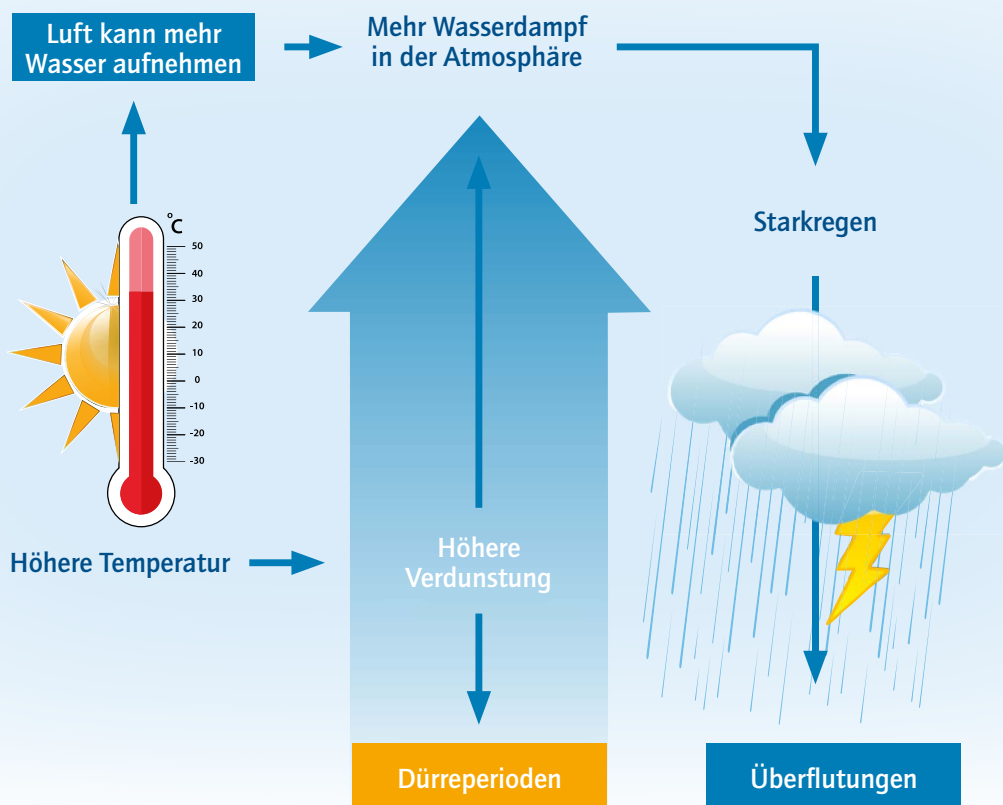 Luft kann mehr
Wasser aufnehmen
Mehr Wasserdampf
in der Atmosphäre
Starkregen
°C
50
40
30
20
10
0
-10
-20
-30
Höhere Temperatur
Höhere
Verdunstung
Dürreperioden
Überflutungen